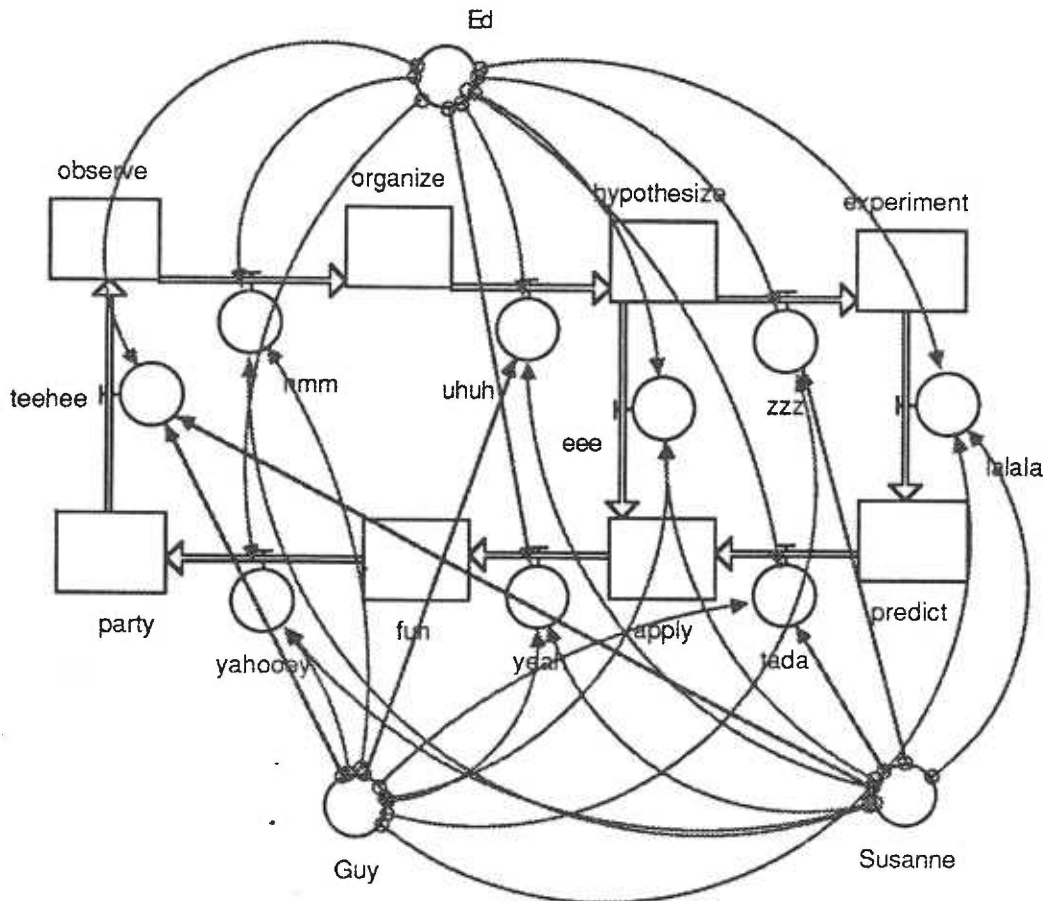 Ed
observe
organize
hypothesize
experiment
teehee
hmm
uhuh
zzz
eee
lalala
party
fun
apply
predict
yahooey
yeah
tada
Guy
Susanne